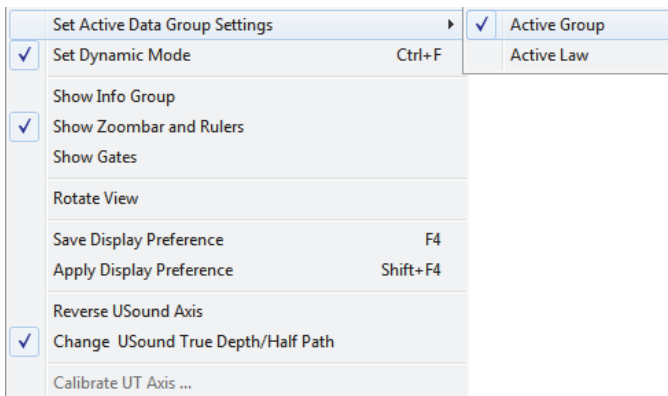 Set Active Data Group Settings
Active Group
Set Dynamic Mode Ctrl+F
Active Law
Show Info Group
Show Zoombar and Rulers
Show Gates
Rotate View
Save Display Preference F4
Apply Display Preference Shift+F4
Reverse USound Axis
Change USound True Depth/Half Path
Calibrate UT Axis ...